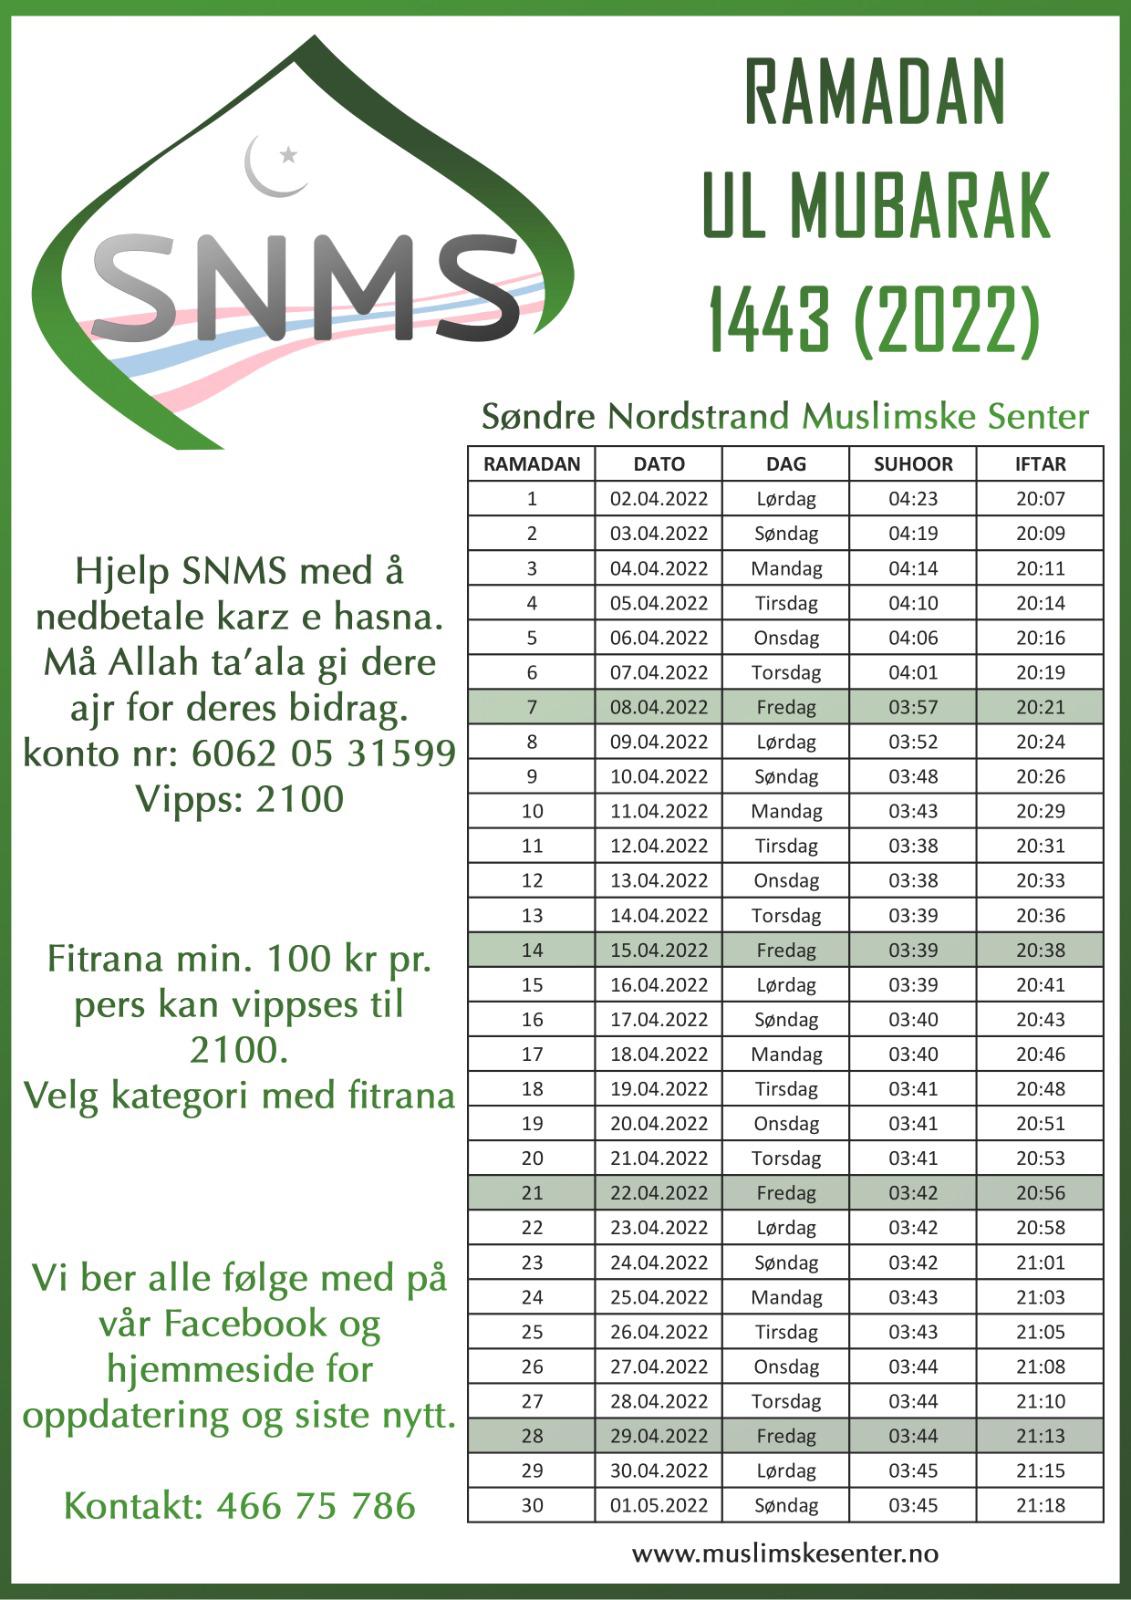 SNMS
RAMADAN
UL MUBARAK
1443 (2022)
Søndre Nordstrand Muslimske Senter
Hjelp SNMS med å
nedbetale karz e hasna.
Må Allah ta’ala gi dere
ajr for deres bidrag.
konto nr: 6062 05 31599
Vipps: 2100
Fitrana min. 100 kr pr.
pers kan vippses til
2100.
Velg kategori med fitrana
Vi ber alle følge med på
vår Facebook og
hjemmeside for
oppdatering og siste nytt.
Kontakt: 466 75 786
RAMADAN DATO DAG SUHOOR IFTAR
1 02.04.2022 Lørdag 04:23 20:07
2 03.04.2022 Søndag 04:19 20:09
3 04.04.2022 Mandag 04:14 20:11
4 05.04.2022 Tirsdag 04:10 20:14
5 06.04.2022 Onsdag 04:06 20:16
6 07.04.2022 Torsdag 04:01 20:19
7 08.04.2022 Fredag 03:57 20:21
8 09.04.2022 Lørdag 03:52 20:24
9 10.04.2022 Søndag 03:48 20:26
10 11.04.2022 Mandag 03:43 20:29
11 12.04.2022 Tirsdag 03:38 20:31
12 13.04.2022 Onsdag 03:38 20:33
13 14.04.2022 Torsdag 03:39 20:36
14 15.04.2022 Fredag 03:39 20:38
15 16.04.2022 Lørdag 03:39 20:41
16 17.04.2022 Søndag 03:40 20:43
17 18.04.2022 Mandag 03:40 20:46
18 19.04.2022 Tirsdag 03:41 20:48
19 20.04.2022 Onsdag 03:41 20:51
20 21.04.2022 Torsdag 03:41 20:53
21 22.04.2022 Fredag 03:42 20:56
22 23.04.2022 Lørdag 03:42 20:58
23 24.04.2022 Søndag 03:42 21:01
24 25.04.2022 Mandag 03:43 21:03
25 26.04.2022 Tirsdag 03:43 21:05
26 27.04.2022 Onsdag 03:44 21:08
27 28.04.2022 Torsdag 03:44 21:10
28 29.04.2022 Fredag 03:44 21:13
29 30.04.2022 Lørdag 03:45 21:15
30 01.05.2022 Søndag 03:45 21:18
www.muslimskesenter.no